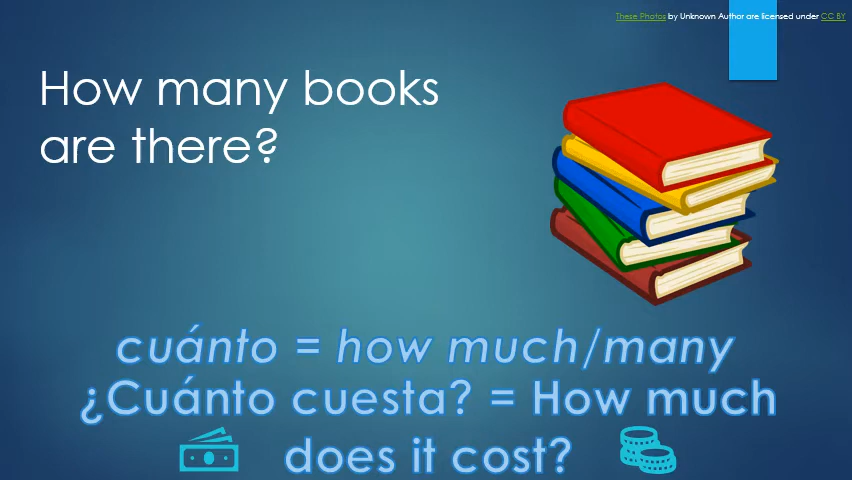 These Photos by Unknown Author are licensed under CC BY
How many books
are there?
cuánto = how much/many
¿Cuánto cuesta? = How much
does it cost?